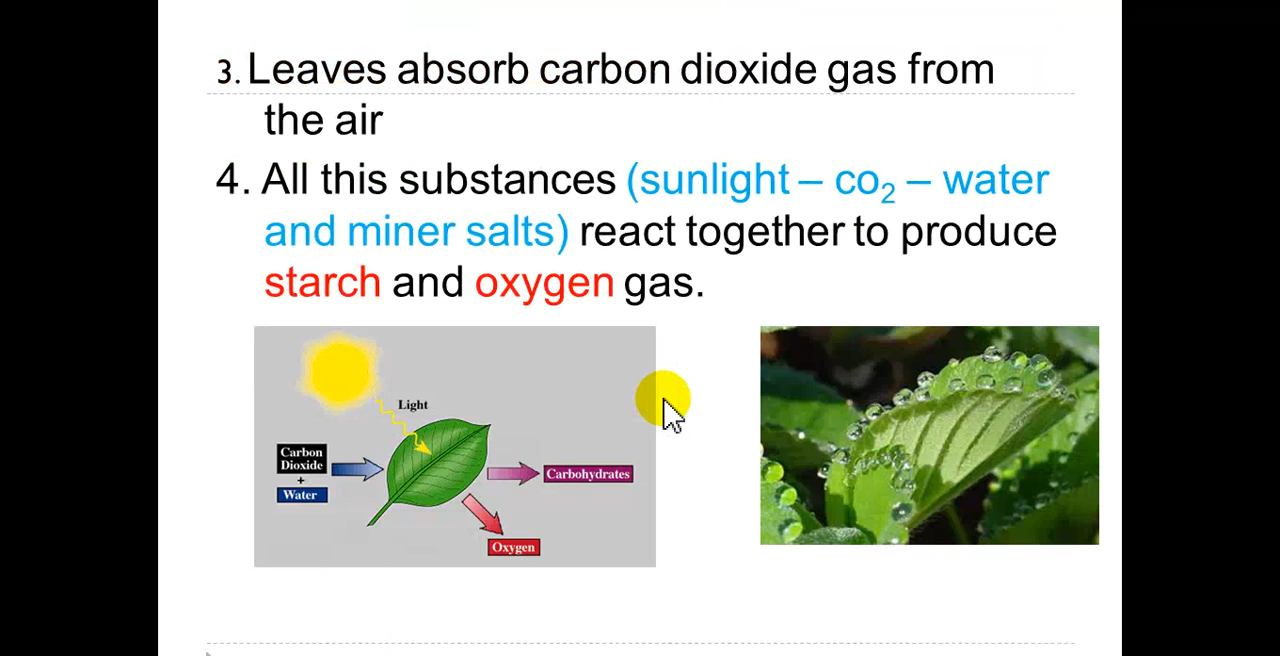 3. Leaves absorb carbon dioxide gas from
the air
4. All this substances (sunlight – co₂ – water
and miner salts) react together to produce
starch and oxygen gas.
Light
Carbon
Dioxide
+
Water
Carbohydrates
Oxygen